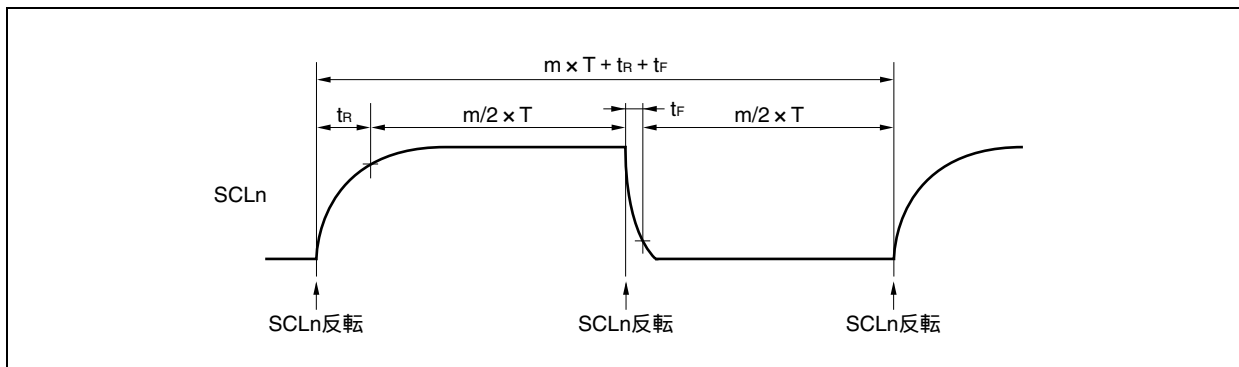 m × T + tR + tF
tR
m/2 × T
tF
m/2 × T
SCLn
SCLn反転
SCLn反転
SCLn反転